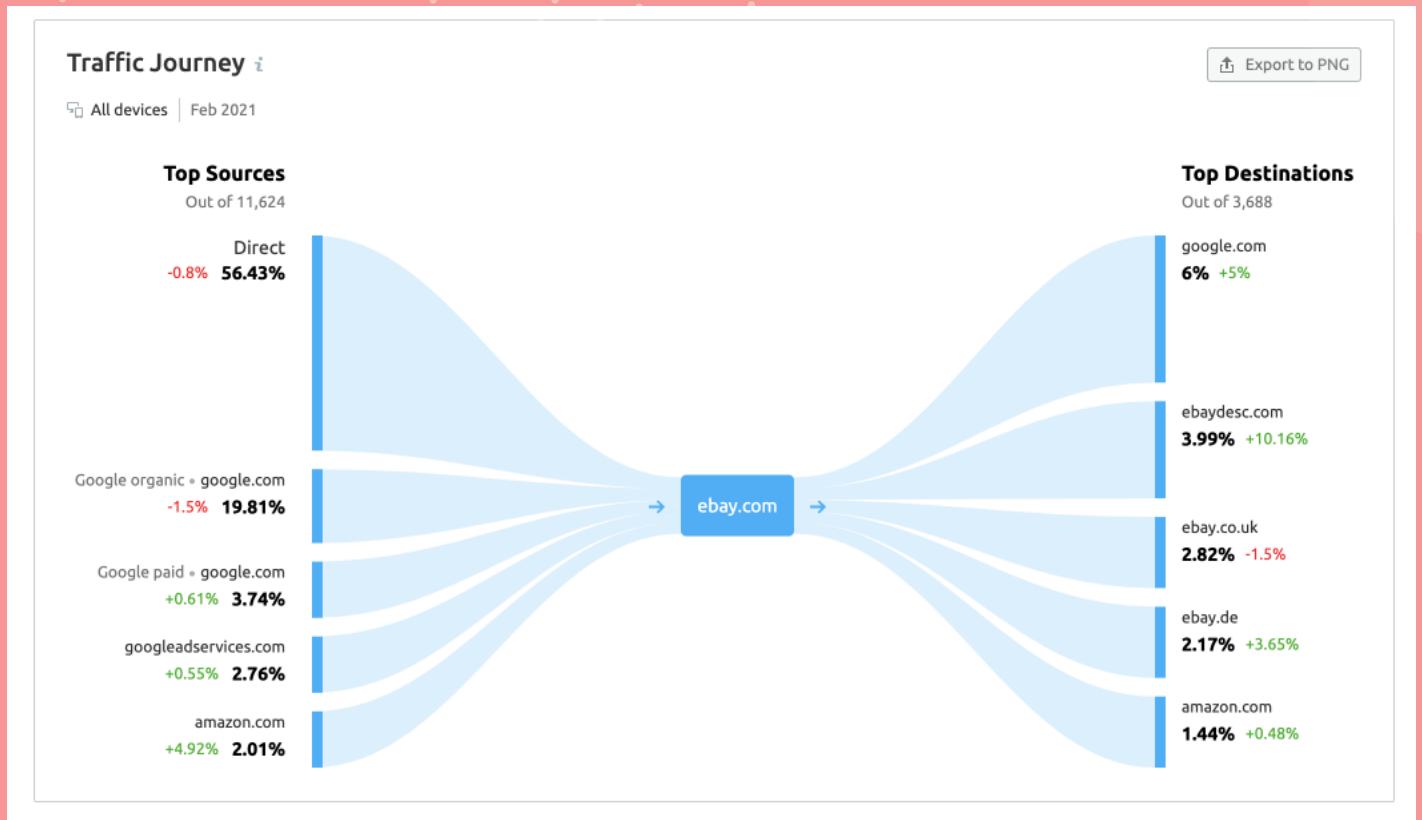 Traffic Journey i
Export to PNG
All devices Feb 2021
Top Sources
Out of 11,624
Direct
-0.8% 56.43%
Google organic • google.com
-1.5% 19.81%
Google paid • google.com
+0.61% 3.74%
googleadservices.com
+0.55% 2.76%
amazon.com
+4.92% 2.01%
→ ebay.com →
Top Destinations
Out of 3,688
google.com
6% +5%
ebaydesc.com
3.99% +10.16%
ebay.co.uk
2.82% -1.5%
ebay.de
2.17% +3.65%
amazon.com
1.44% +0.48%